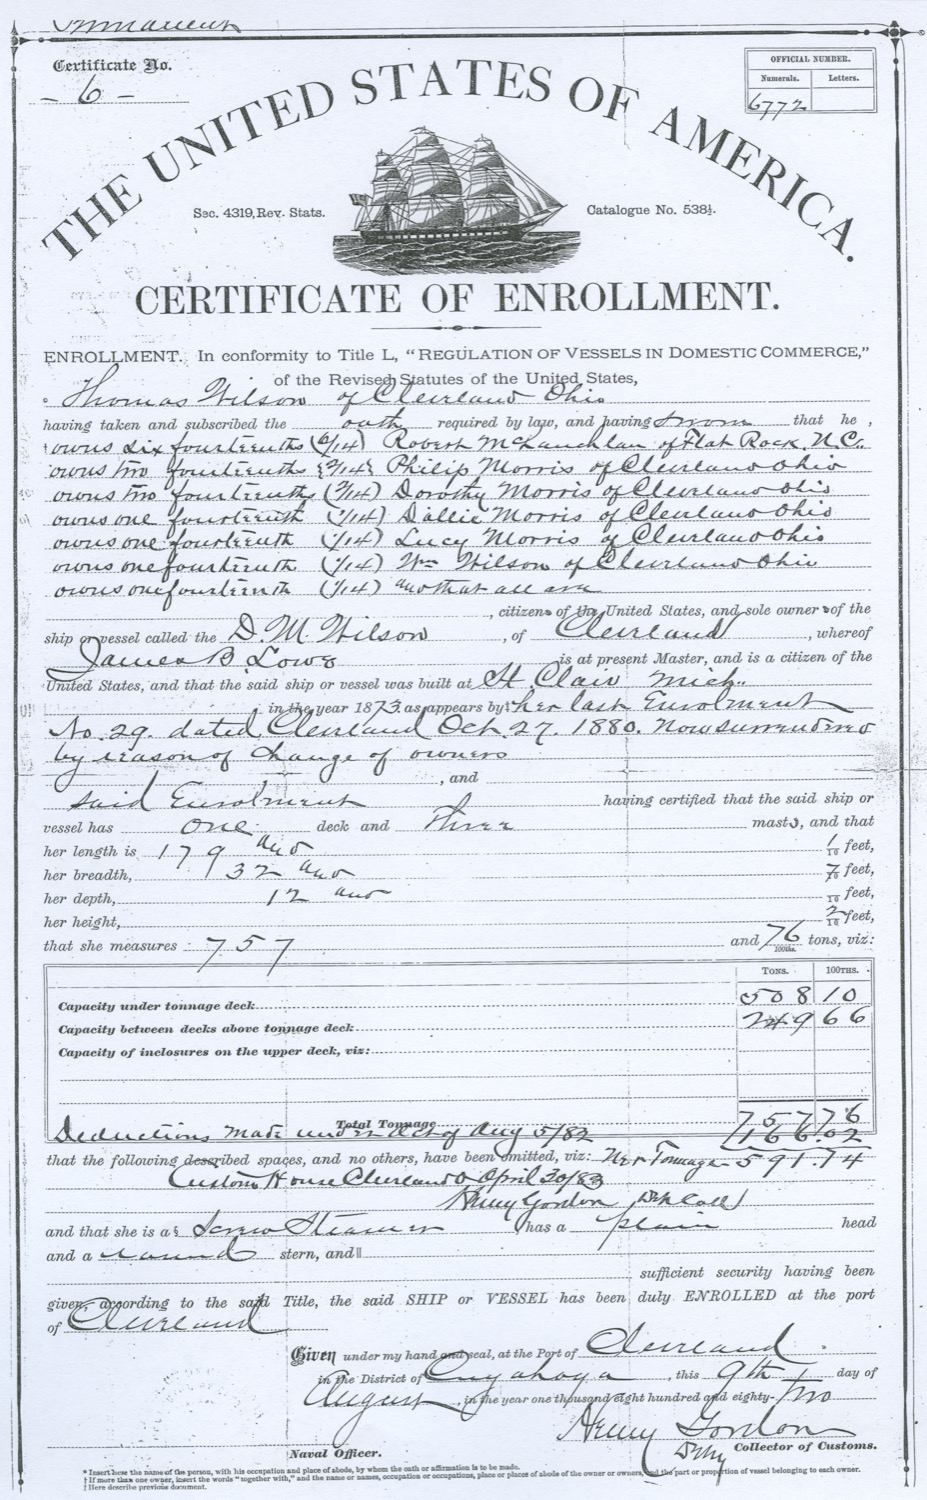 Permanent
Certificate No.
- 6 -
OFFICIAL NUMBER.
Numerals. Letters.
6772
THE UNITED STATES OF AMERICA.
Sec. 4319, Rev. Stats.
Catalogue No. 538½.
CERTIFICATE OF ENROLLMENT.
ENROLLMENT. In conformity to Title L, "REGULATION OF VESSELS IN DOMESTIC COMMERCE,"
of the Revised Statutes of the United States,
Thomas Wilson of Cleveland Ohio
having taken and subscribed the oath required by law, and having sworn that he
owns six fourteenths (6/14) Robert McLauchlan of Flat Rock, N.C.
owns two fourteenths (2/14) Philip Morris of Cleveland Ohio
owns two fourteenths (2/14) Dorothy Morris of Cleveland Ohio
owns one fourteenth (1/14) Dallie Morris of Cleveland Ohio
owns one fourteenth (1/14) Lucy Morris of Cleveland Ohio
owns one fourteenth (1/14) Wm Wilson of Cleveland Ohio
owns one fourteenth (1/14) and that all are
citizens of the United States, and sole owners of the
ship or vessel called the D. M. Wilson, of Cleveland, whereof
James B. Lowe is at present Master, and is a citizen of the
United States, and that the said ship or vessel was built at St Clair Mich.
in the year 1873. as appears by her last Enrolment
No. 29. dated Cleveland Oct 27. 1880. Now surrendered
by reason of change of owners
, and
said Enrolment having certified that the said ship or
vessel has one deck and Three masts, and that
her length is 179 and 1/10 feet,
her breadth, 32 and 7/10 feet,
her depth, 12 and 2/10 feet,
her height, feet,
that she measures 757 and 76/100ths. tons, viz:
TONS. 100THS.
Capacity under tonnage deck 508 10
Capacity between decks above tonnage deck 249 66
Capacity of inclosures on the upper deck, viz:
Total Tonnage 757 76
Deductions made under Act of Aug 5/82 166.02
that the following described spaces, and no others, have been omitted, viz: Net Tonnage 591.74
Custom House Cleveland O April 30/83
Henry Gordon
and that she is a Screw Steamer has a plain head
and a round stern, and
sufficient security having been
given, according to the said Title, the said SHIP or VESSEL has been duly ENROLLED at the port
of Cleveland
Given under my hand and seal, at the Port of Cleveland
in the District of Cuyahoga, this 9th day of
August, in the year one thousand eight hundred and eighty-two
Henry Gordon
Naval Officer.
Dpty Collector of Customs.
* Insert here the name of the person, with his occupation and place of abode, by whom the oath or affirmation is to be made.
† If more than one owner, insert the words "together with," and the name or names, occupation or occupations, place or places of abode of the owner or owners, and the part or proportion of vessel belonging to each owner.
‡ Here describe previous document.